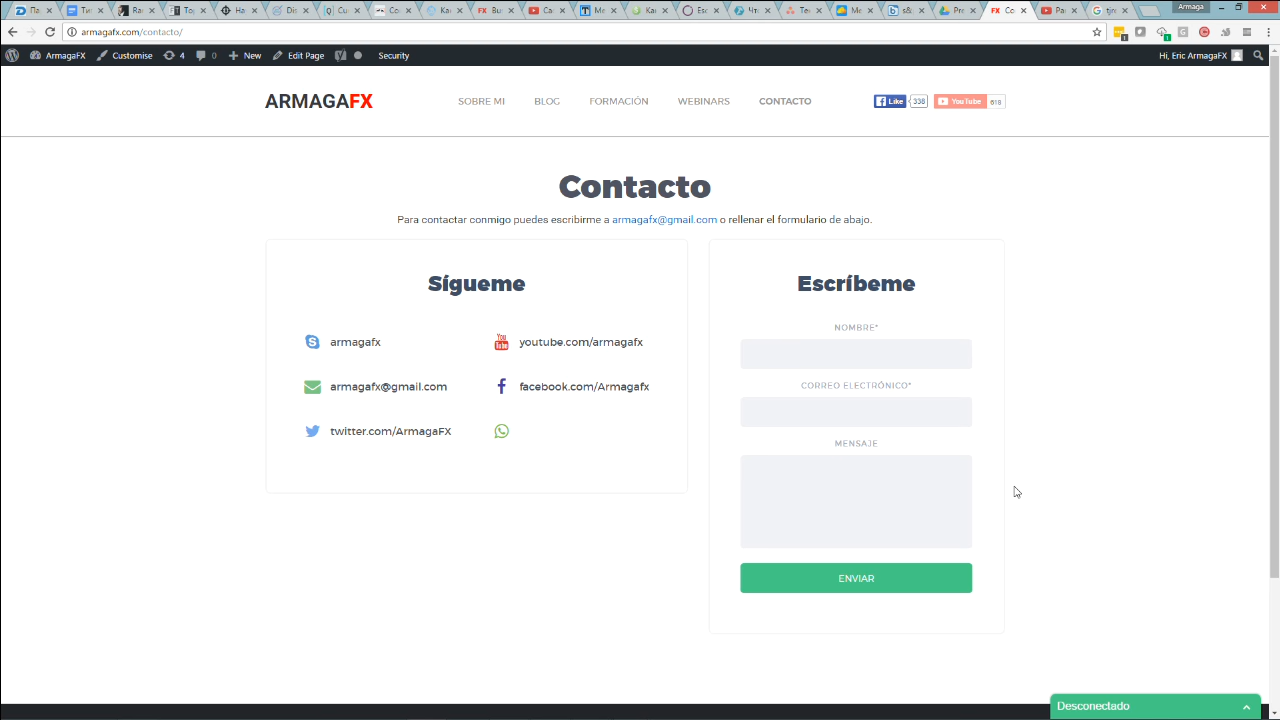 Armaga
armagafx.com/contacto/
ArmagaFX Customise 4 0 New Edit Page Security Hi, Eric ArmagaFX
ARMAGAFX SOBRE MI BLOG FORMACIÓN WEBINARS CONTACTO Like 338 YouTube 618
Contacto
Para contactar conmigo puedes escribirme a armagafx@gmail.com o rellenar el formulario de abajo.
Sígueme
armagafx youtube.com/armagafx
armagafx@gmail.com facebook.com/Armagafx
twitter.com/ArmagaFX
Escríbeme
NOMBRE*
CORREO ELECTRÓNICO*
MENSAJE
ENVIAR
Desconectado